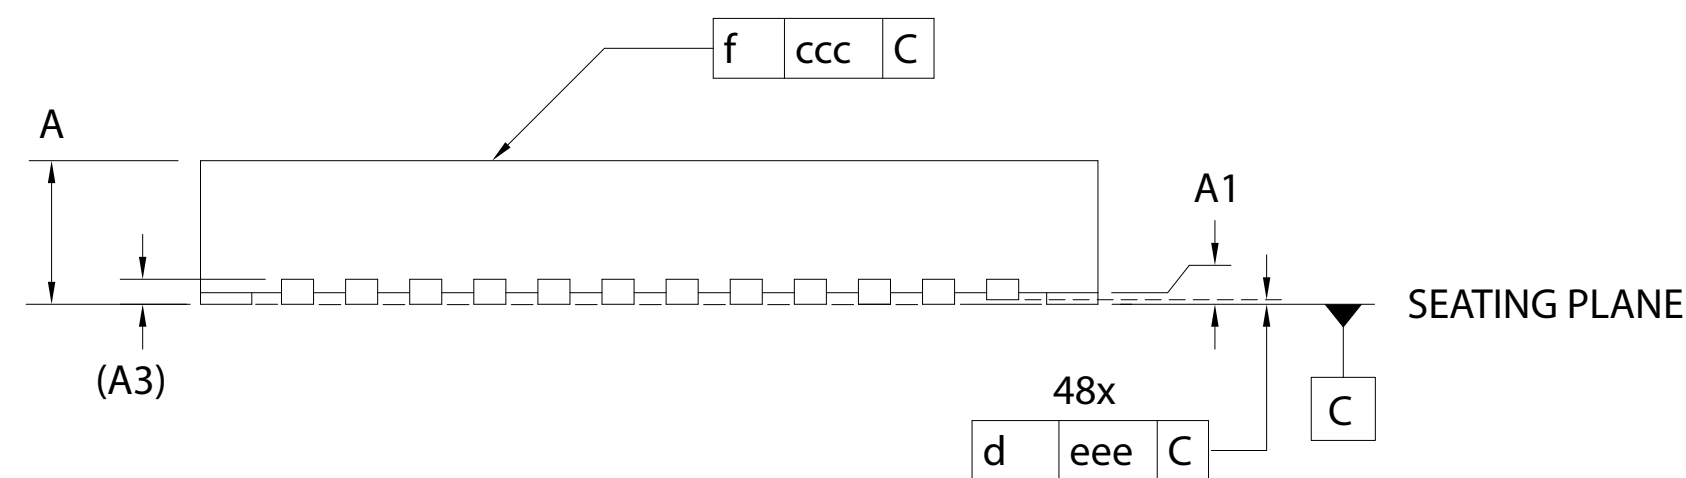 f ccc C
A
A1
SEATING PLANE
(A3)
48x
C
d eee C